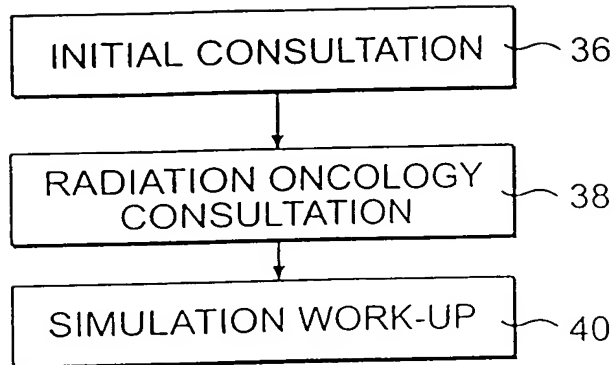 INITIAL CONSULTATION 36
RADIATION ONCOLOGY
CONSULTATION 38
SIMULATION WORK-UP 40